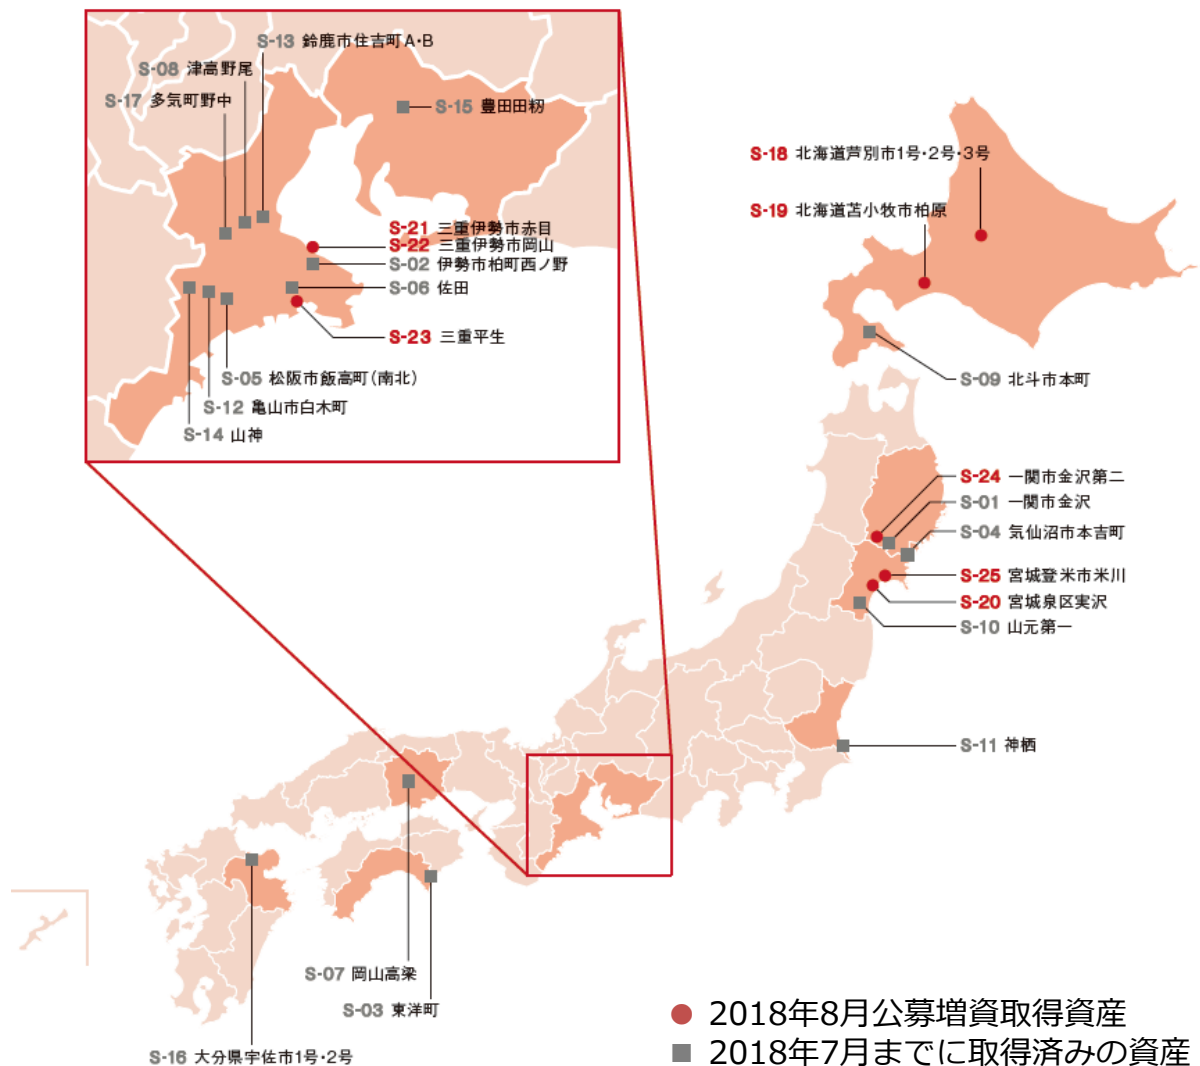 S-13 鈴鹿市住吉町A・B
S-08 津高野尾
S-17 多気町野中
S-15 豊田田籾
S-21 三重伊勢市赤目
S-22 三重伊勢市岡山
S-02 伊勢市柏町西ノ野
S-06 佐田
S-23 三重平生
S-05 松阪市飯高町(南北)
S-12 亀山市白木町
S-14 山神
S-18 北海道芦別市1号・2号・3号
S-19 北海道苫小牧市柏原
S-09 北斗市本町
S-24 一関市金沢第二
S-01 一関市金沢
S-04 気仙沼市本吉町
S-25 宮城登米市米川
S-20 宮城泉区実沢
S-10 山元第一
S-11 神栖
S-07 岡山高梁
S-03 東洋町
S-16 大分県宇佐市1号・2号
2018年8月公募増資取得資産
2018年7月までに取得済みの資産